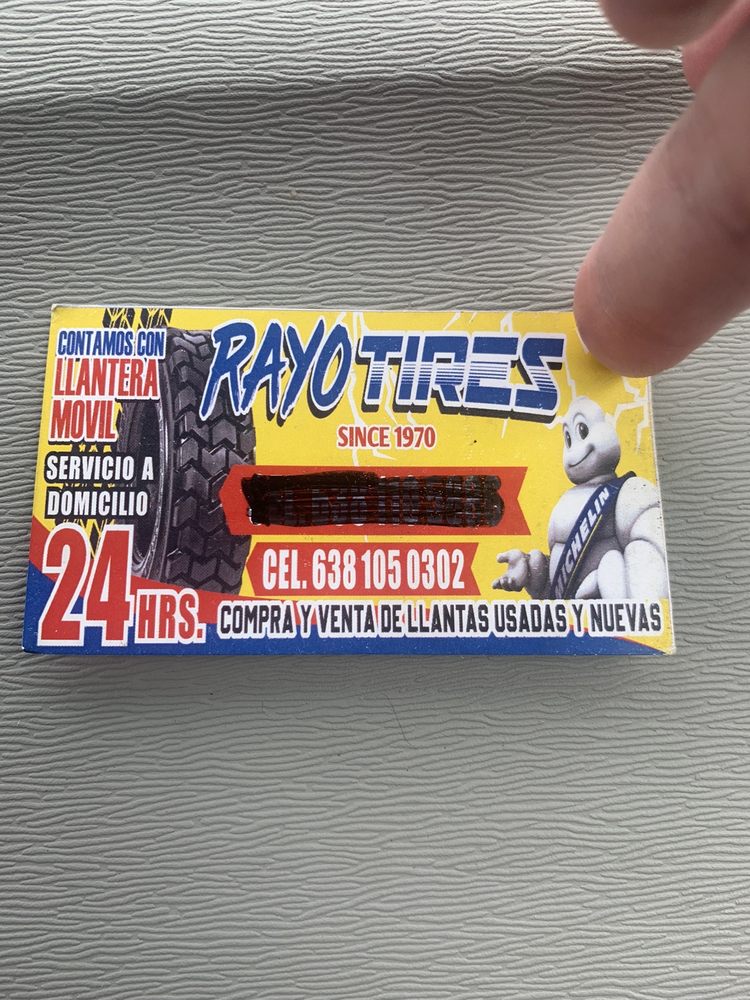 CONTAMOS CON
LLANTERA
MOVIL
SERVICIO A
DOMICILIO
24 HRS.
RAYO TIRES
SINCE 1970
CEL. 638 105 0302
COMPRA Y VENTA DE LLANTAS USADAS Y NUEVAS
MICHELIN